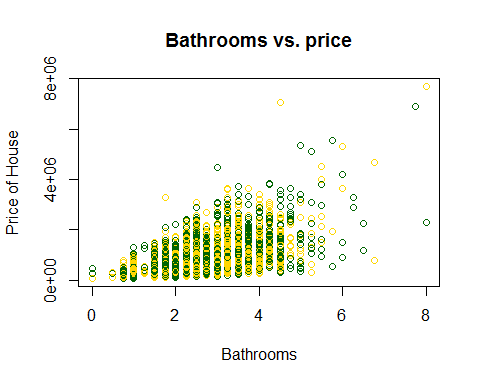 Bathrooms vs. price
Price of House
8e+06
4e+06
0e+00
0 2 4 6 8
Bathrooms